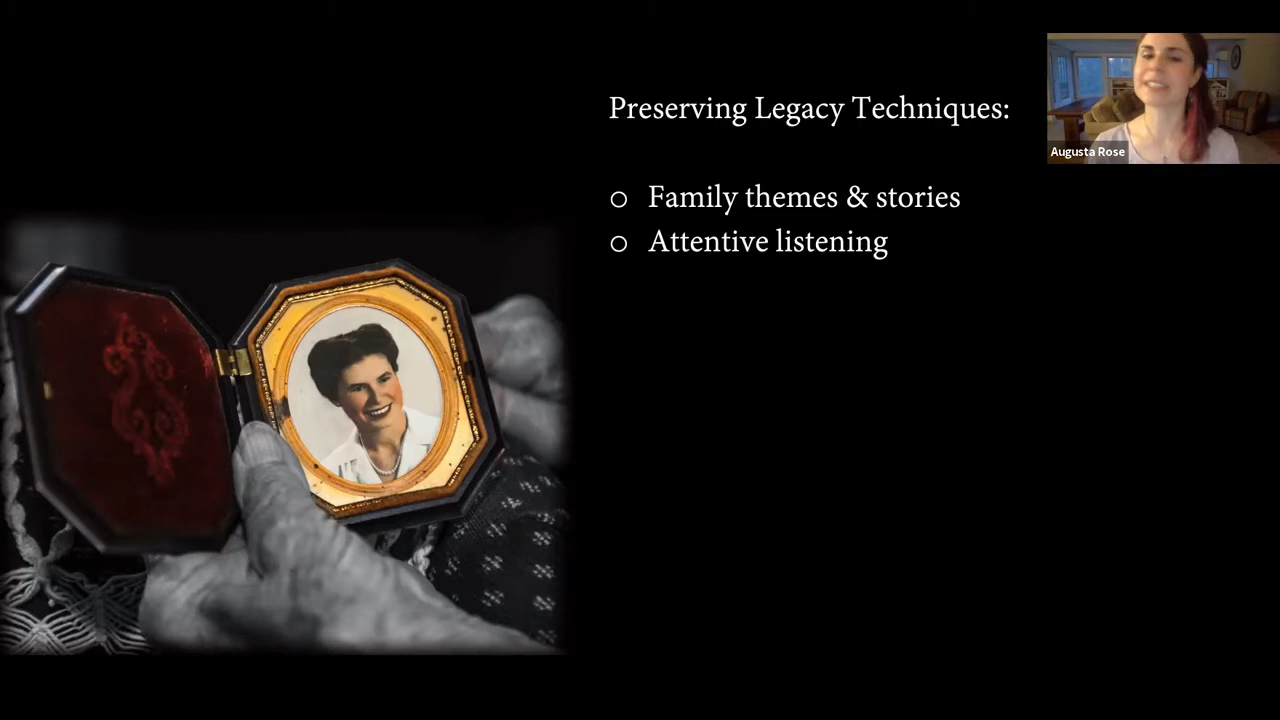 Preserving Legacy Techniques:
Augusta Rose
o Family themes & stories
o Attentive listening